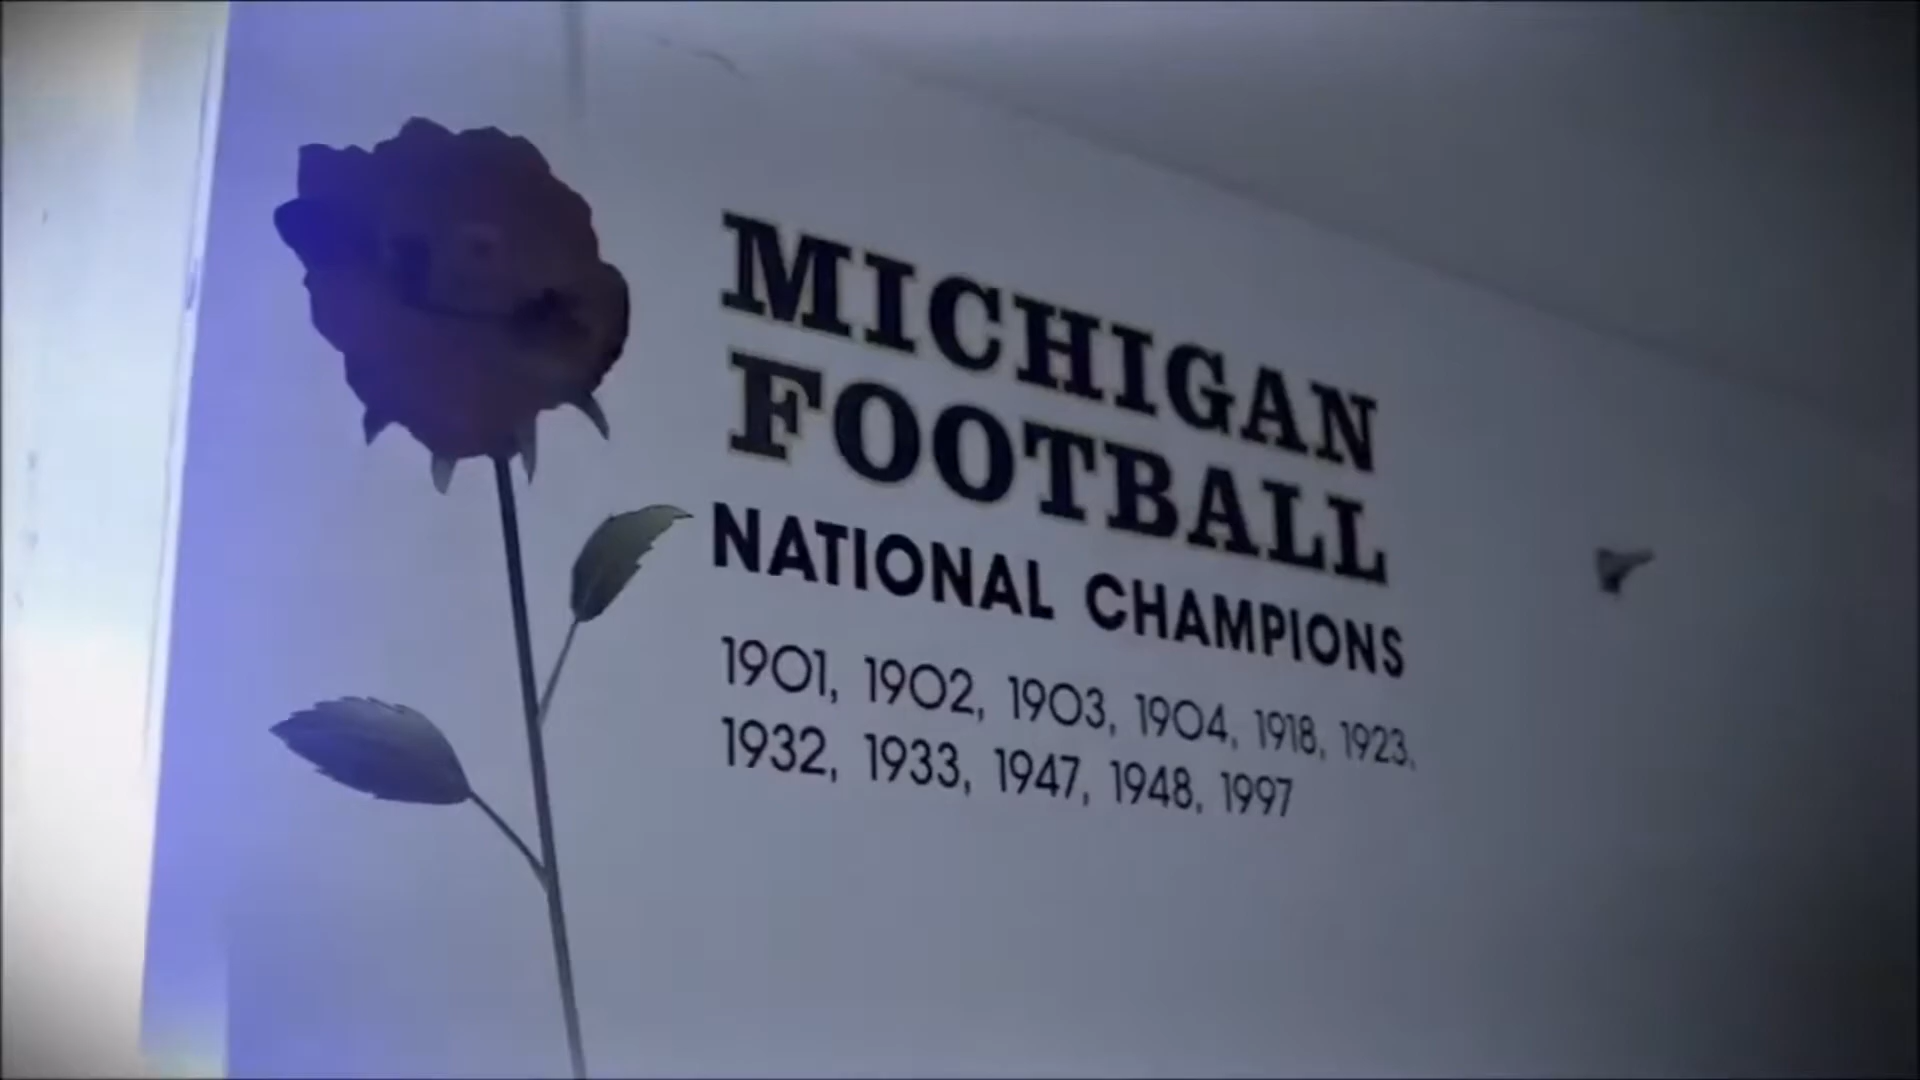 MICHIGAN
FOOTBALL
NATIONAL CHAMPIONS
1901, 1902, 1903, 1904, 1918, 1923,
1932, 1933, 1947, 1948, 1997